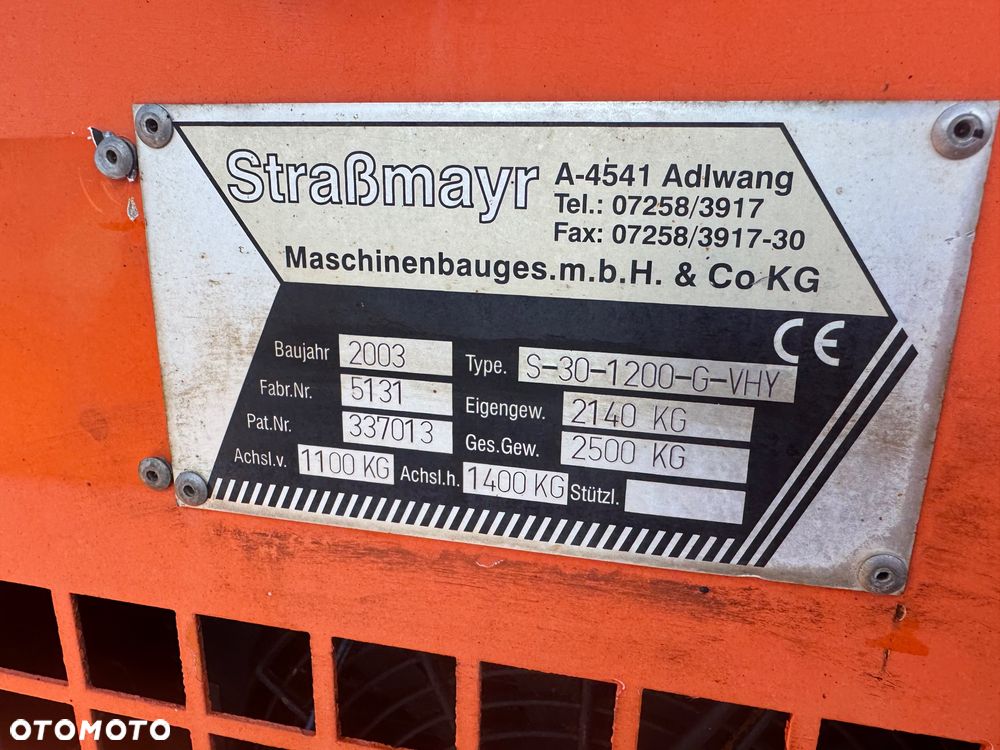 Straßmayr
A-4541 Adlwang
Tel.: 07258/3917
Fax: 07258/3917-30
Maschinenbauges.m.b.H. & Co KG
CE
Baujahr 2003 Type. S-30-1200-G-VHY
Fabr.Nr. 5131 Eigengew. 2140 KG
Pat.Nr. 337013 Ges.Gew. 2500 KG
Achsl.v. 1100 KG Achsl.h. 1400 KG Stützl.
OTOMOTO